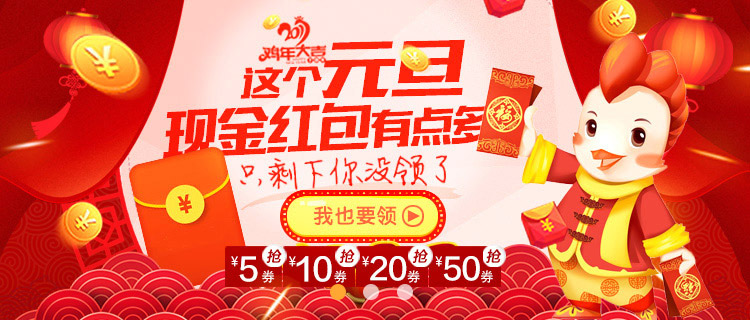 2017
鸡年大吉
这个元旦
现金红包有点多
只剩下你没领了
我也要领
¥5券 抢 ¥10券 抢 ¥20券 抢 ¥50券 抢
福
¥
¥
¥
¥